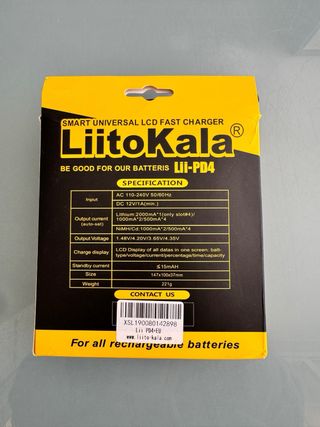 SMART UNIVERSAL LCD FAST CHARGER
LiitoKala®
BE GOOD FOR OUR BATTERIS Lii-PD4
SPECIFICATION
Input AC 110-240V 50/60Hz
DC 12V/1A(min.)
Output current (auto-set) Lithium:2000mA*1(only slot#4)/
1000mA*2/500mA*4
NiMH/Cd:1000mA*2/500mA*4
Output Voltage 1.48V/4.20V/3.65V/4.35V
Charge display LCD Display of all datas in one screen; batt-
type/voltage/current/percentage/time/capacity
Standby current ≤15mAH
Size 147x100x37mm
Weight 221g
CONTACT US
XSL190080142898
Lii PD4-EU
www.liito-kala.com
For all rechargeable batteries